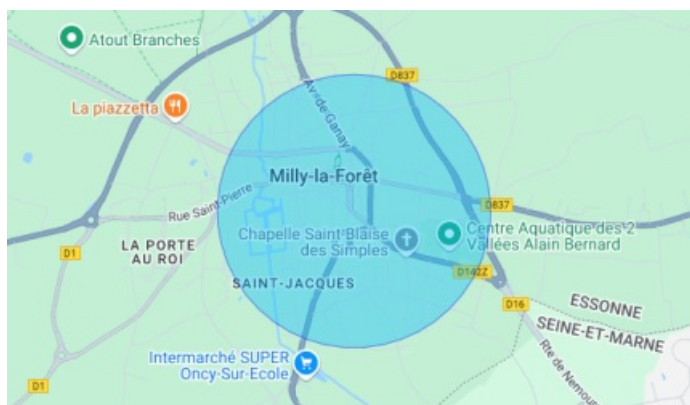 Atout Branches
D837
La piazzetta
Av. de Ganay
Milly-la-Forêt
Rue Saint-Pierre
D837
Chapelle Saint Blaise
des Simples
Centre Aquatique des 2
Vallées Alain Bernard
LA PORTE
AU ROI
D1
D142Z
SAINT-JACQUES
D16
ESSONNE
SEINE-ET-MARNE
Intermarché SUPER
Oncy-Sur-Ecole
Rte de Nemours
D1